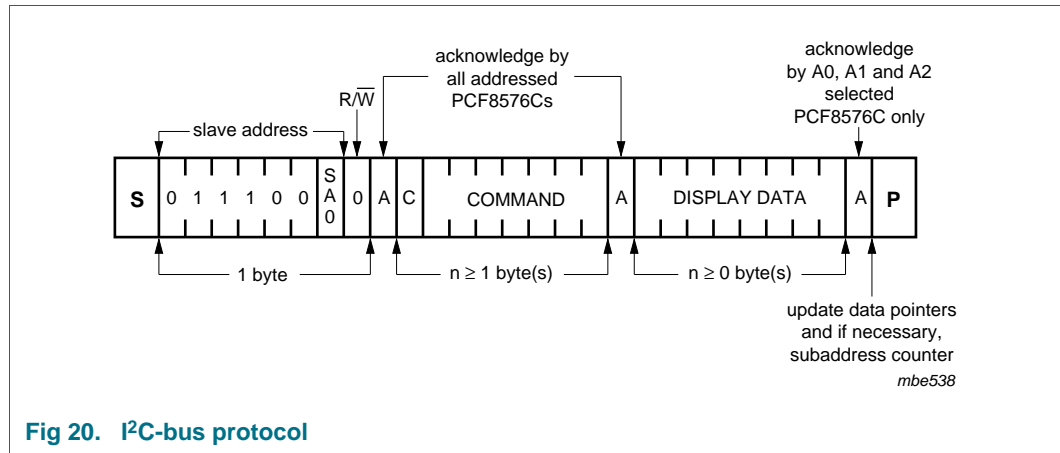 acknowledge by
all addressed
PCF8576Cs
acknowledge
by A0, A1 and A2
selected
PCF8576C only
R/W̅
slave address
S 0 1 1 1 0 0 SA0 0 A C COMMAND A DISPLAY DATA A P
1 byte
n ≥ 1 byte(s)
n ≥ 0 byte(s)
update data pointers
and if necessary,
subaddress counter
mbe538
Fig 20. I²C-bus protocol